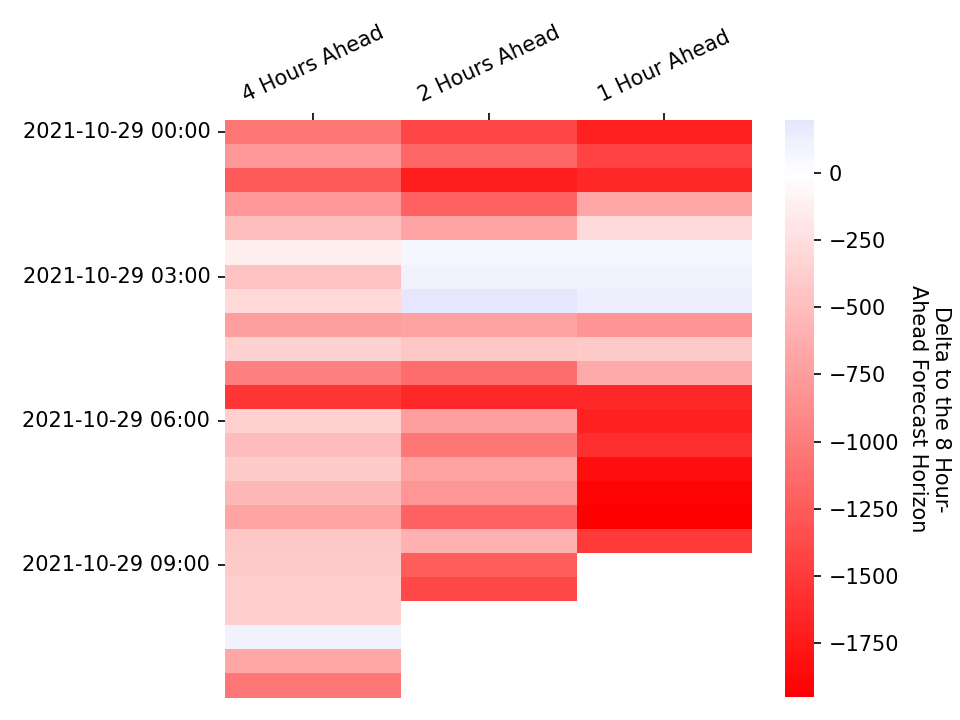 4 Hours Ahead
2 Hours Ahead
1 Hour Ahead
2021-10-29 00:00
2021-10-29 03:00
2021-10-29 06:00
2021-10-29 09:00
0
−250
−500
−750
−1000
−1250
−1500
−1750
Delta to the 8 Hour-
Ahead Forecast Horizon